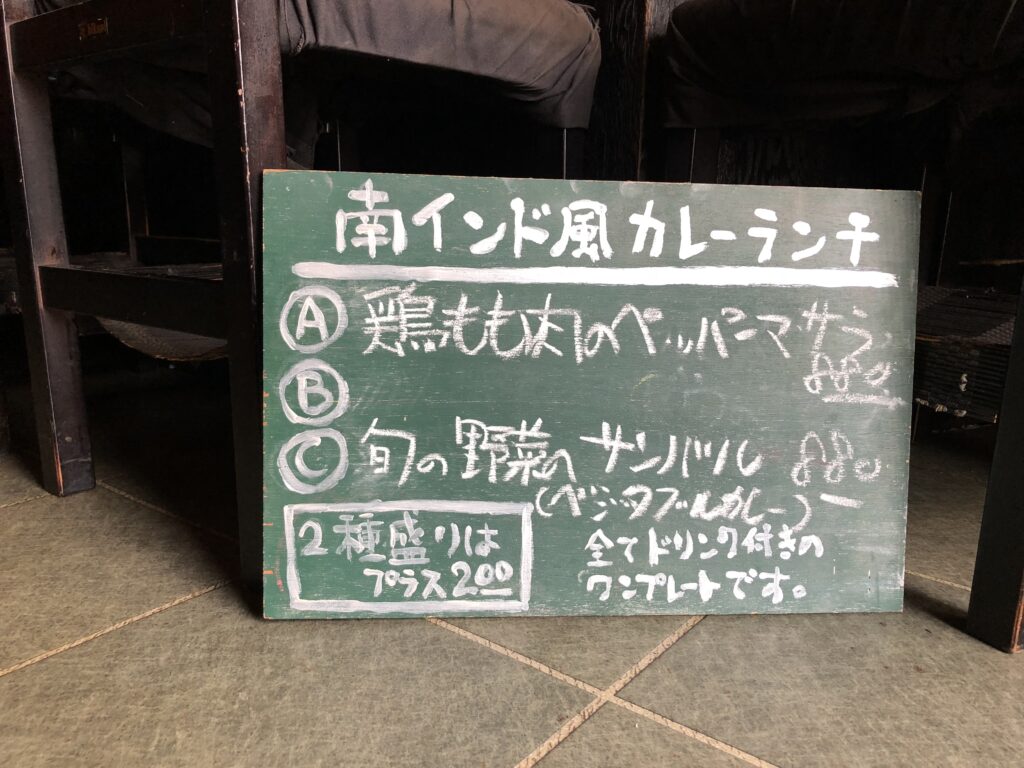 南インド風カレーランチ
Ⓐ 鶏もも肉のペッパーマサラ
880
Ⓑ
Ⓒ 旬の野菜のサンバル 880
(ベジタブルカレー)
2種盛りは
プラス200
全てドリンク付きの
ワンプレートです。